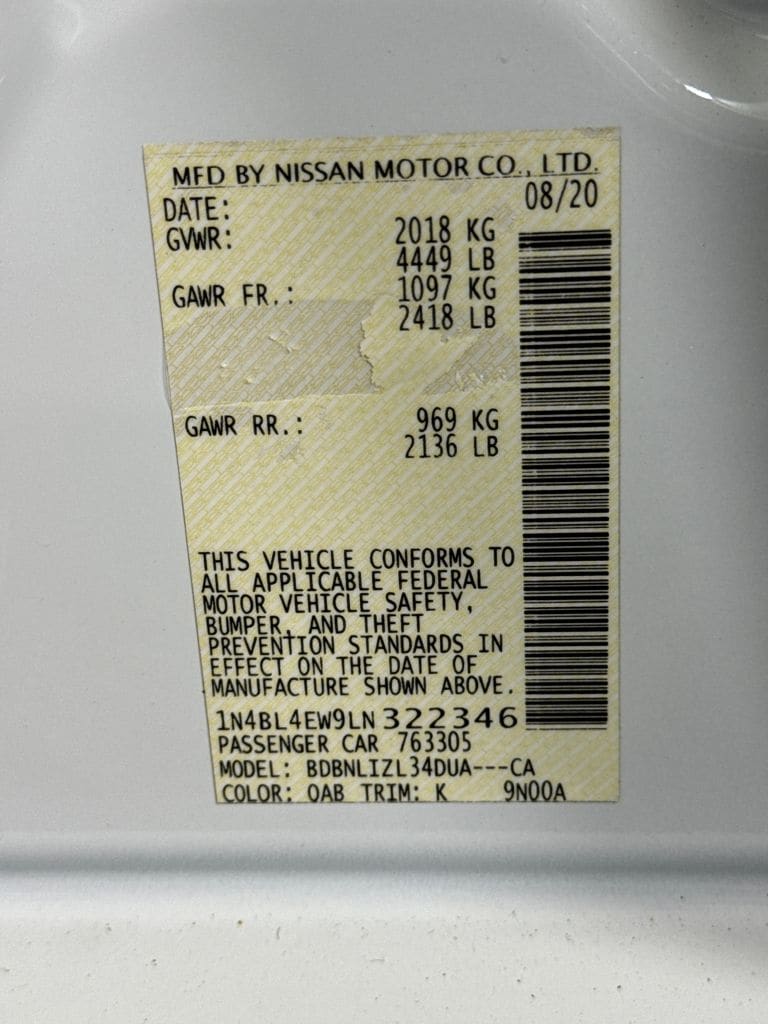 MFD BY NISSAN MOTOR CO., LTD.
DATE: 08/20
GVWR: 2018 KG
4449 LB
GAWR FR.: 1097 KG
2418 LB
GAWR RR.: 969 KG
2136 LB
THIS VEHICLE CONFORMS TO
ALL APPLICABLE FEDERAL
MOTOR VEHICLE SAFETY,
BUMPER, AND THEFT
PREVENTION STANDARDS IN
EFFECT ON THE DATE OF
MANUFACTURE SHOWN ABOVE.
1N4BL4EW9LN322346
PASSENGER CAR 763305
MODEL: BDBNLIZL34DUA---CA
COLOR: QAB TRIM: K 9N00A